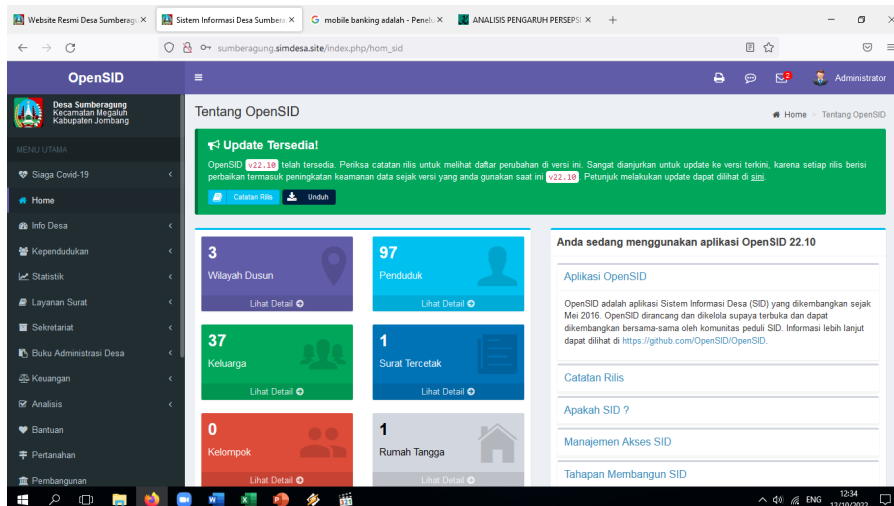 Website Resmi Desa Sumberagu
Sistem Informasi Desa Sumbera
mobile banking adalah - Penelu
ANALISIS PENGARUH PERSEPSI
sumberagung.simdesa.site/index.php/hom_sid
OpenSID
2
Administrator
Desa Sumberagung
Kecamatan Megaluh
Kabupaten Jombang
MENU UTAMA
Siaga Covid-19
Home
Info Desa
Kependudukan
Statistik
Layanan Surat
Sekretariat
Buku Administrasi Desa
Keuangan
Analisis
Bantuan
Pertanahan
Pembangunan
Tentang OpenSID
Home > Tentang OpenSID
Update Tersedia!
OpenSID v22.10 telah tersedia. Periksa catatan rilis untuk melihat daftar perubahan di versi ini. Sangat dianjurkan untuk update ke versi terkini, karena setiap rilis berisi
perbaikan termasuk peningkatan keamanan data sejak versi yang anda gunakan saat ini v22.10. Petunjuk melakukan update dapat dilihat di sini.
Catatan Rilis
Unduh
3
Wilayah Dusun
Lihat Detail
97
Penduduk
Lihat Detail
37
Keluarga
Lihat Detail
1
Surat Tercetak
Lihat Detail
0
Kelompok
Lihat Detail
1
Rumah Tangga
Lihat Detail
Anda sedang menggunakan aplikasi OpenSID 22.10
Aplikasi OpenSID
OpenSID adalah aplikasi Sistem Informasi Desa (SID) yang dikembangkan sejak
Mei 2016. OpenSID dirancang dan dikelola supaya terbuka dan dapat
dikembangkan bersama-sama oleh komunitas peduli SID. Informasi lebih lanjut
dapat dilihat di https://github.com/OpenSID/OpenSID.
Catatan Rilis
Apakah SID ?
Manajemen Akses SID
Tahapan Membangun SID
ENG
12:34
12/10/2022